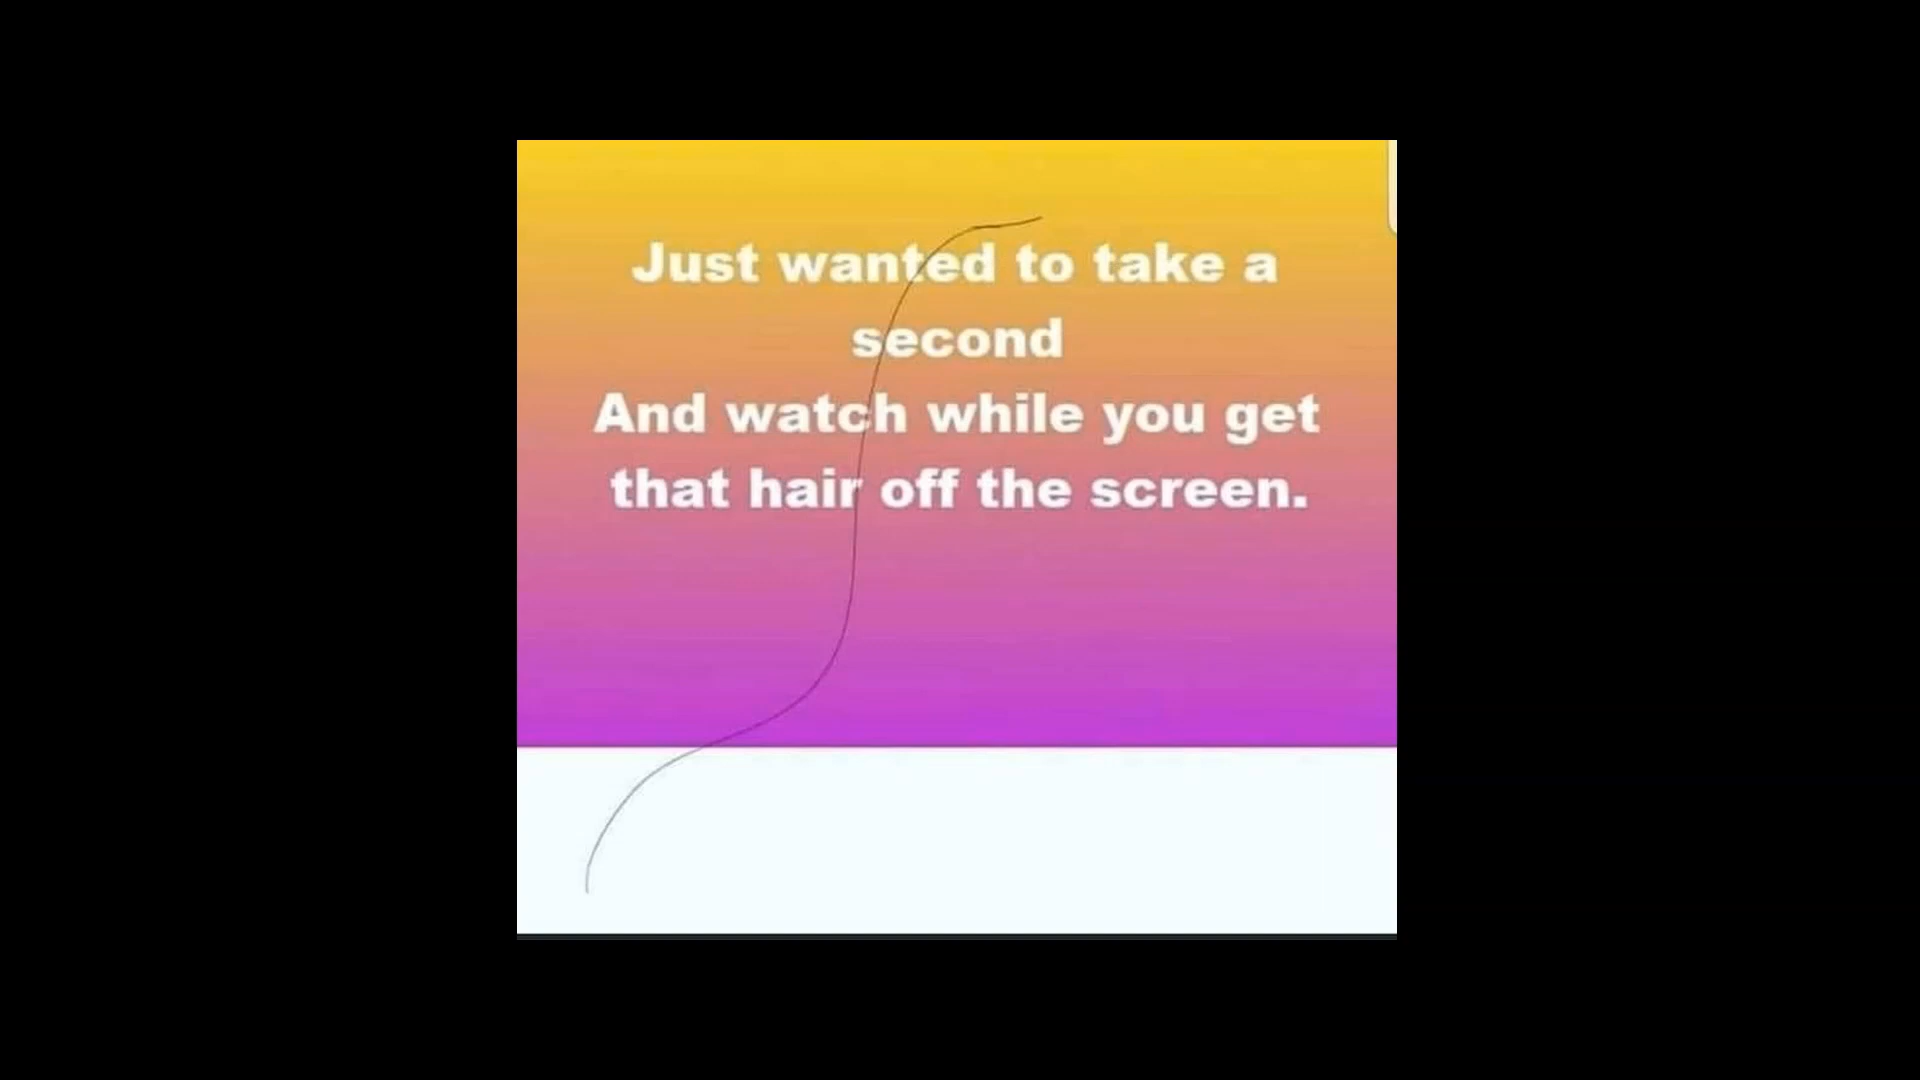 Just wanted to take a
second
And watch while you get
that hair off the screen.